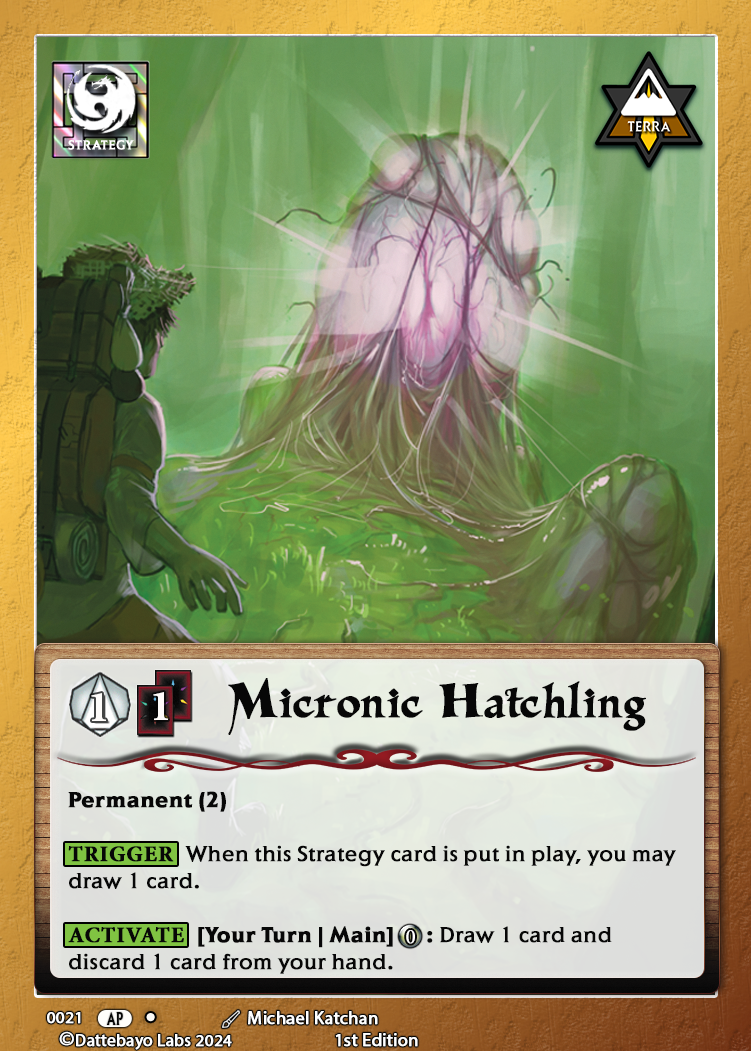 STRATEGY
TERRA
1 1 Micronic Hatchling
Permanent (2)
TRIGGER When this Strategy card is put in play, you may
draw 1 card.
ACTIVATE [Your Turn | Main] 0 : Draw 1 card and
discard 1 card from your hand.
0021 AP Michael Katchan
©Dattebayo Labs 2024 1st Edition